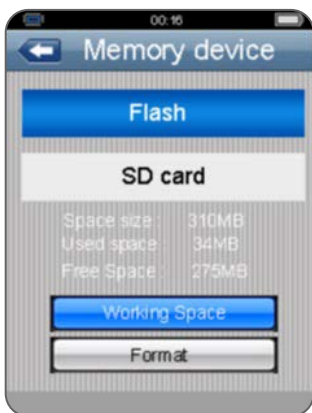 00:16
Memory device
Flash
SD card
Space size : 310MB
Used space 34MB
Free Space : 275MB
Working Space
Format